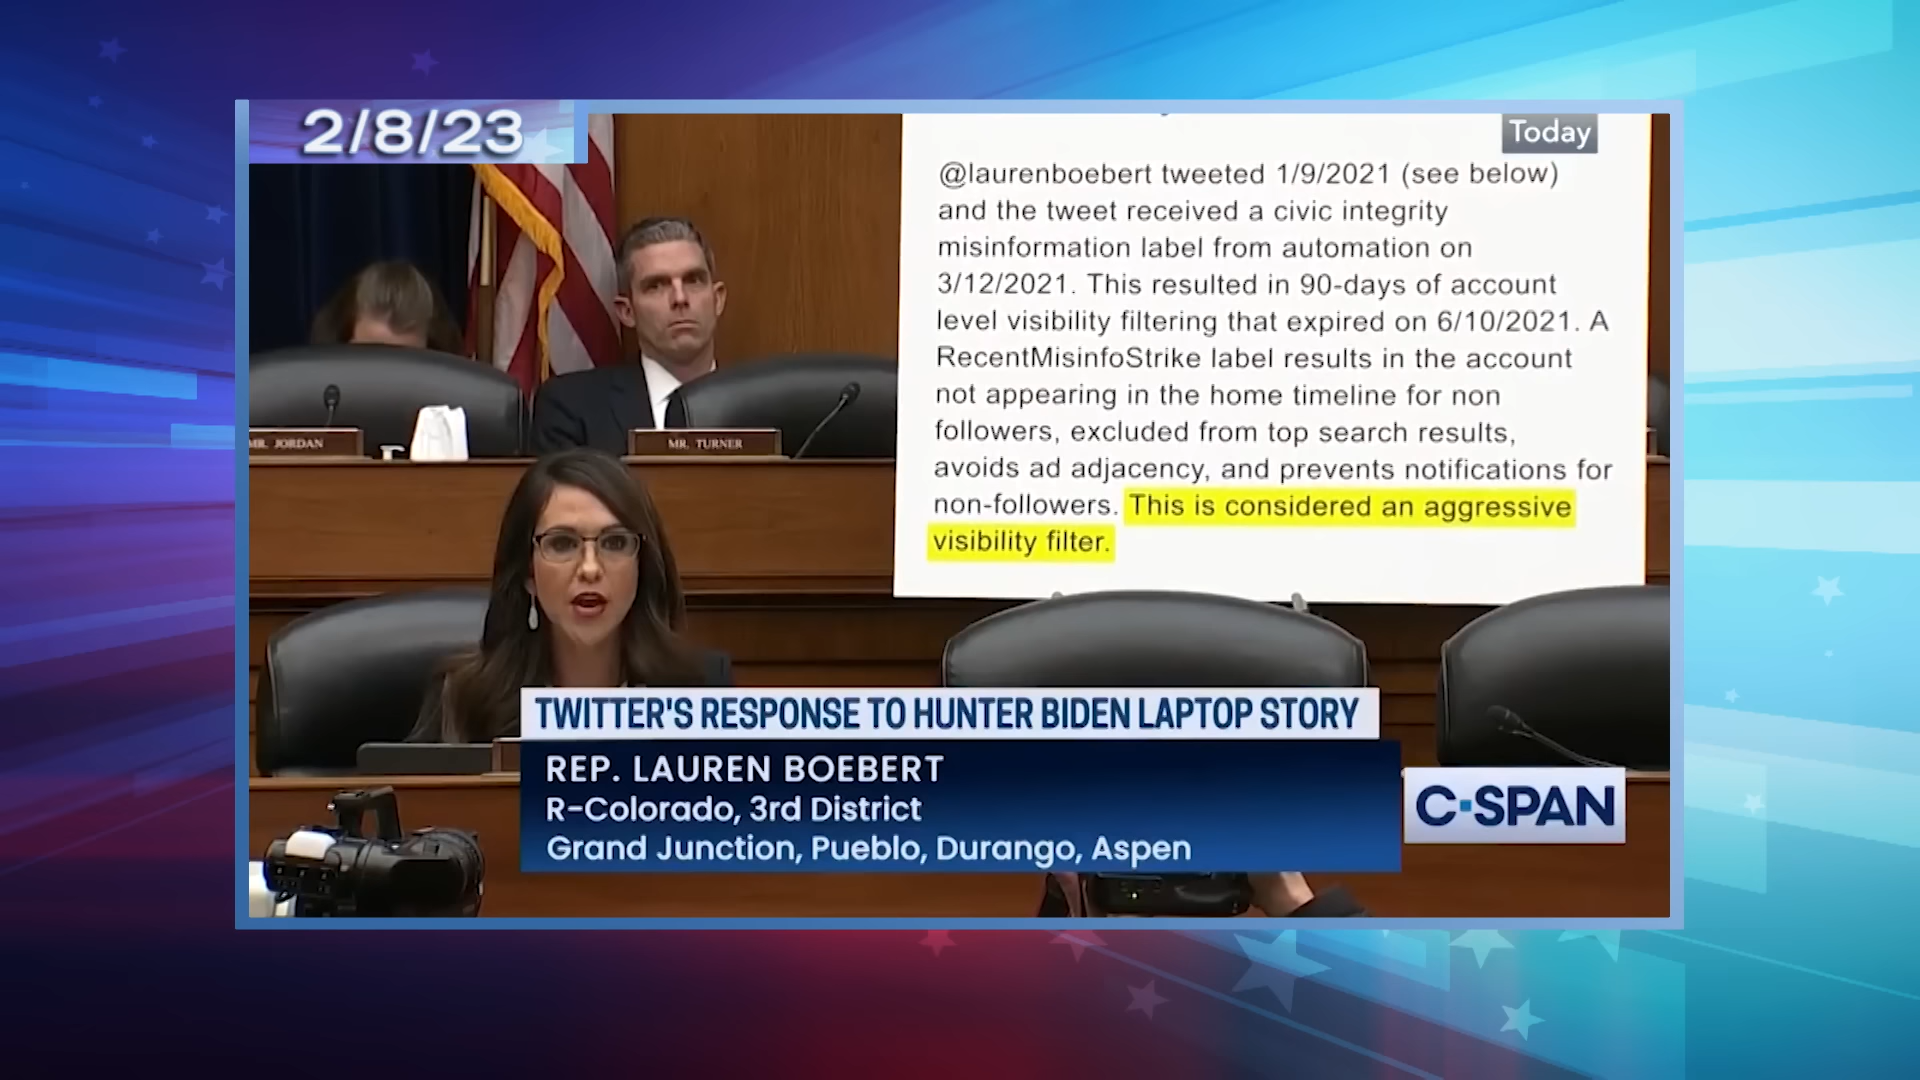 2/8/23
Today
@laurenboebert tweeted 1/9/2021 (see below)
and the tweet received a civic integrity
misinformation label from automation on
3/12/2021. This resulted in 90-days of account
level visibility filtering that expired on 6/10/2021. A
RecentMisinfoStrike label results in the account
not appearing in the home timeline for non
followers, excluded from top search results,
avoids ad adjacency, and prevents notifications for
non-followers. This is considered an aggressive
visibility filter.
MR. JORDAN
MR. TURNER
TWITTER'S RESPONSE TO HUNTER BIDEN LAPTOP STORY
REP. LAUREN BOEBERT
R-Colorado, 3rd District
Grand Junction, Pueblo, Durango, Aspen
C-SPAN